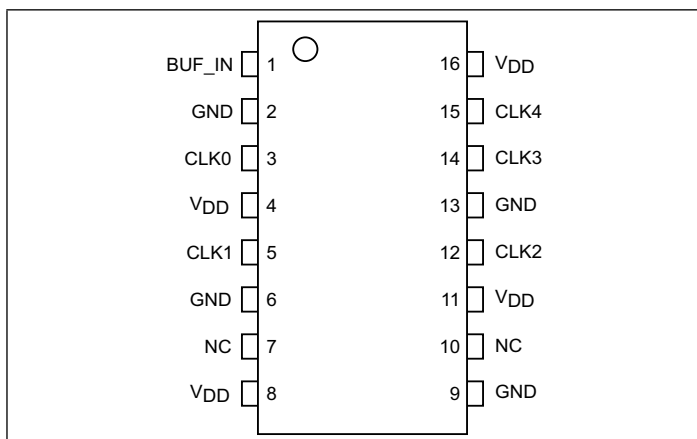 BUF_IN 1 16 VDD
GND 2 15 CLK4
CLK0 3 14 CLK3
VDD 4 13 GND
CLK1 5 12 CLK2
GND 6 11 VDD
NC 7 10 NC
VDD 8 9 GND